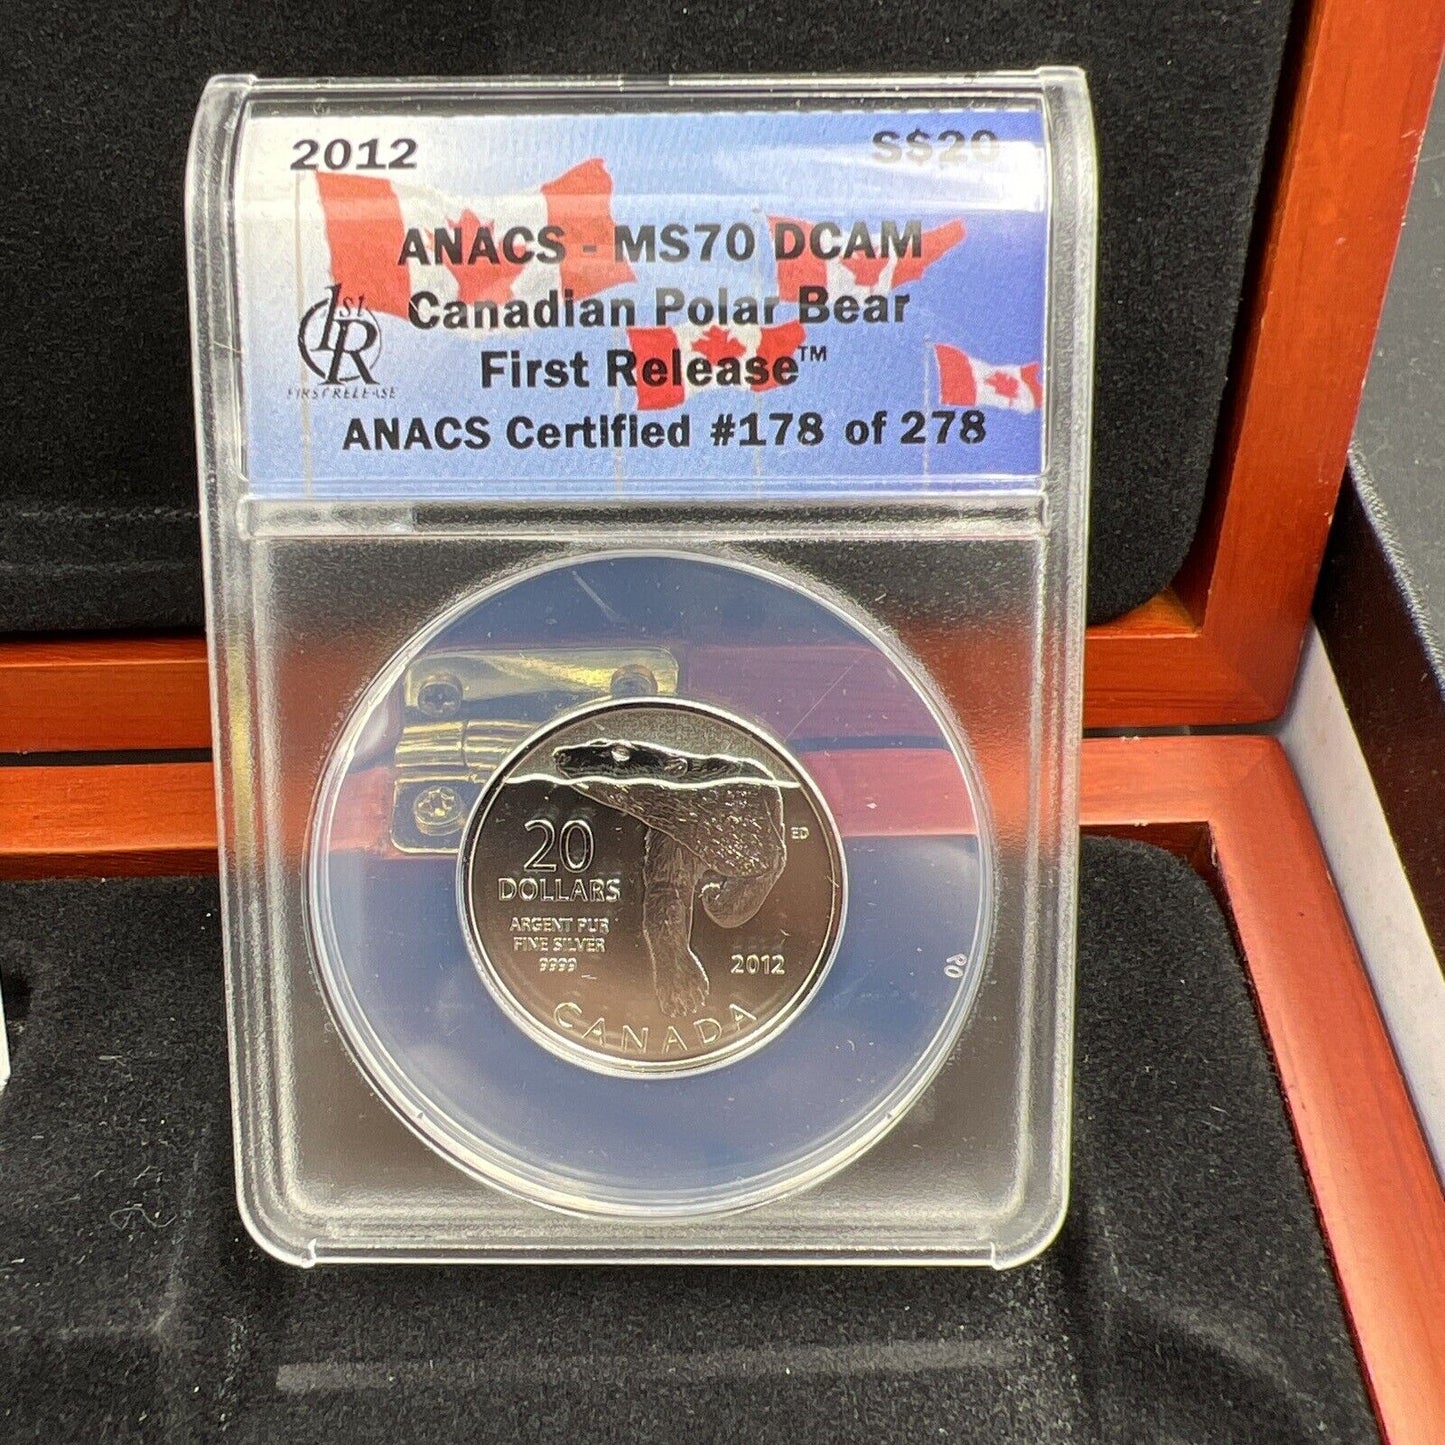 2012 S$20
ANACS - MS70 DCAM
Canadian Polar Bear
First Release™
ANACS Certified #178 of 278
1st R
FIRST RELEASE
20
DOLLARS
ARGENT PUR
FINE SILVER
9999
ED
2012
CANADA